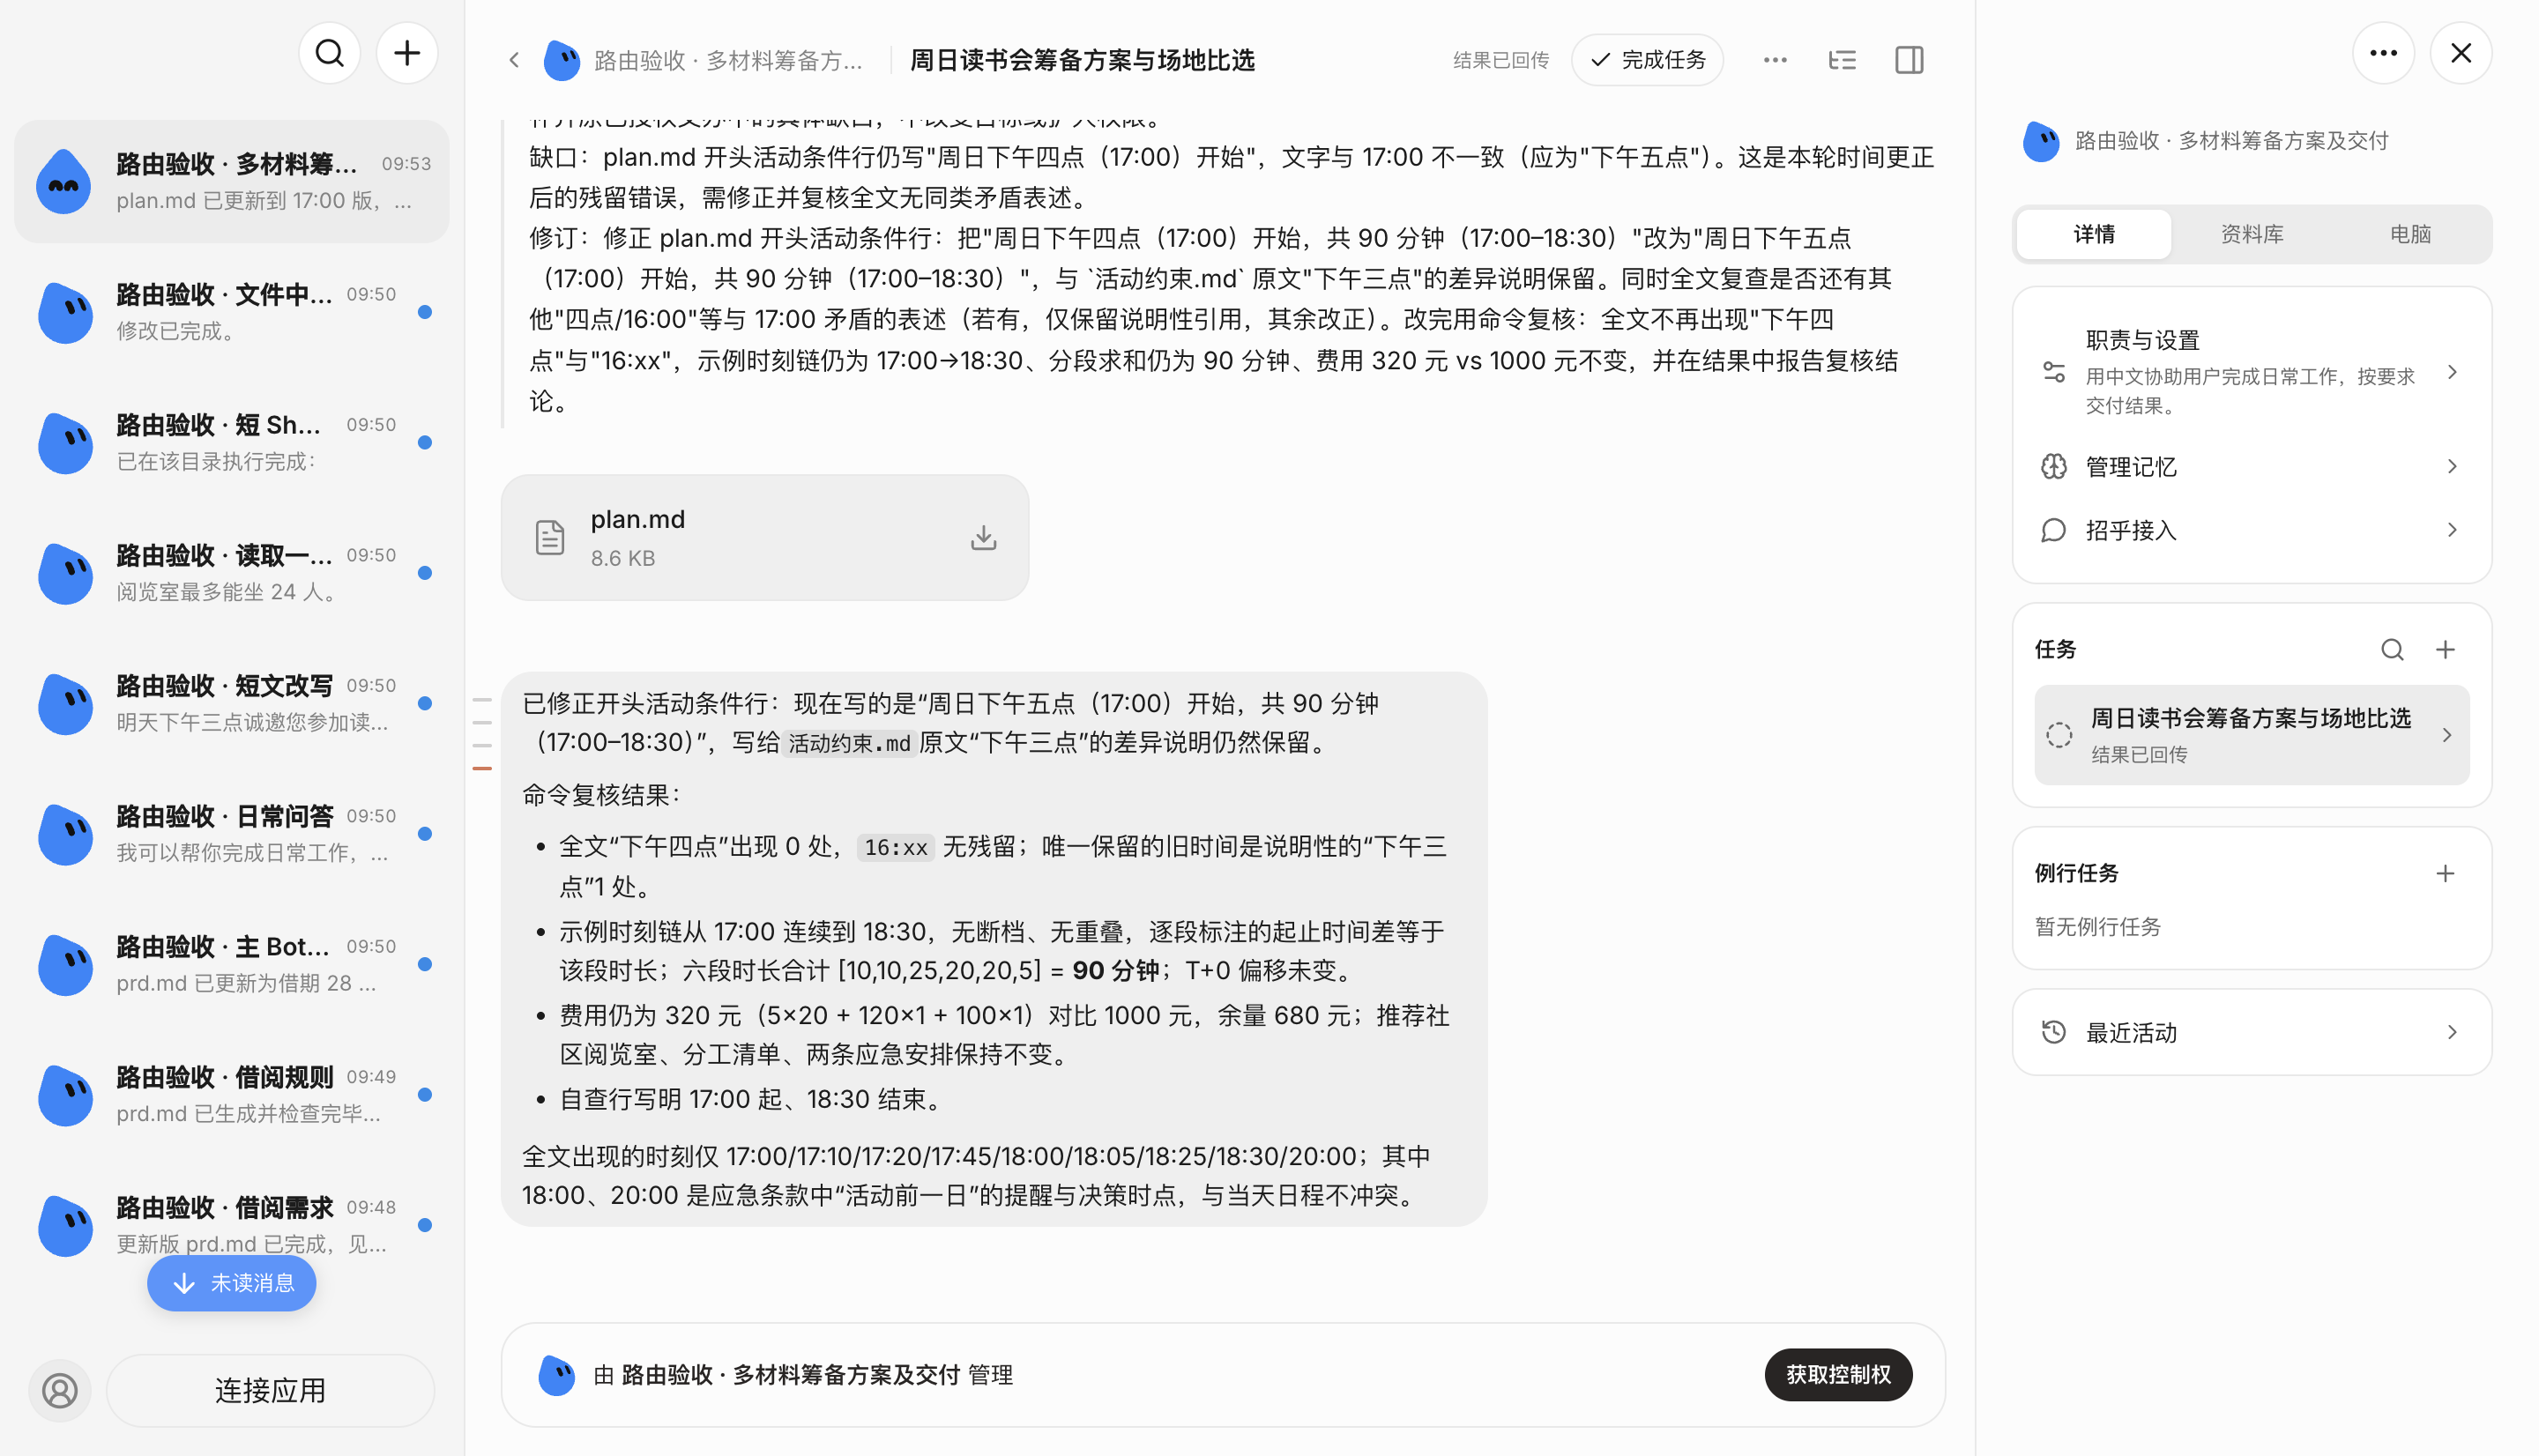 路由验收 · 多材料筹... 09:53
plan.md 已更新到 17:00 版，...
路由验收 · 文件中... 09:50
修改已完成。
路由验收 · 短 Sh... 09:50
已在该目录执行完成：
路由验收 · 读取一... 09:50
阅览室最多能坐 24 人。
路由验收 · 短文改写 09:50
明天下午三点诚邀您参加读...
路由验收 · 日常问答 09:50
我可以帮你完成日常工作，...
路由验收 · 主 Bot... 09:50
prd.md 已更新为借期 28 ...
路由验收 · 借阅规则 09:49
prd.md 已生成并检查完毕...
路由验收 · 借阅需求 09:48
更新版 prd.md 已完成，见...
未读消息
连接应用
路由验收 · 多材料筹备方... 周日读书会筹备方案与场地比选 结果已回传 完成任务
缺口：plan.md 开头活动条件行仍写"周日下午四点（17:00）开始"，文字与 17:00 不一致（应为"下午五点"）。这是本轮时间更正
后的残留错误，需修正并复核全文无同类矛盾表述。
修订：修正 plan.md 开头活动条件行：把"周日下午四点（17:00）开始，共 90 分钟（17:00–18:30）"改为"周日下午五点
（17:00）开始，共 90 分钟（17:00–18:30）"，与 `活动约束.md` 原文"下午三点"的差异说明保留。同时全文复查是否还有其
他"四点/16:00"等与 17:00 矛盾的表述（若有，仅保留说明性引用，其余改正）。改完用命令复核：全文不再出现"下午四
点"与"16:xx"，示例时刻链仍为 17:00→18:30、分段求和仍为 90 分钟、费用 320 元 vs 1000 元不变，并在结果中报告复核结
论。
plan.md
8.6 KB
已修正开头活动条件行：现在写的是“周日下午五点（17:00）开始，共 90 分钟
（17:00–18:30）”，写给 活动约束.md 原文“下午三点”的差异说明仍然保留。
命令复核结果：
• 全文“下午四点”出现 0 处，16:xx 无残留；唯一保留的旧时间是说明性的“下午三
点”1 处。
• 示例时刻链从 17:00 连续到 18:30，无断档、无重叠，逐段标注的起止时间差等于
该段时长；六段时长合计 [10,10,25,20,20,5] = 90 分钟；T+0 偏移未变。
• 费用仍为 320 元（5×20 + 120×1 + 100×1）对比 1000 元，余量 680 元；推荐社
区阅览室、分工清单、两条应急安排保持不变。
• 自查行写明 17:00 起、18:30 结束。
全文出现的时刻仅 17:00/17:10/17:20/17:45/18:00/18:05/18:25/18:30/20:00；其中
18:00、20:00 是应急条款中“活动前一日”的提醒与决策时点，与当天日程不冲突。
由 路由验收 · 多材料筹备方案及交付 管理
获取控制权
路由验收 · 多材料筹备方案及交付
详情 资料库 电脑
职责与设置
用中文协助用户完成日常工作，按要求
交付结果。
管理记忆
招乎接入
任务
周日读书会筹备方案与场地比选
结果已回传
例行任务
暂无例行任务
最近活动